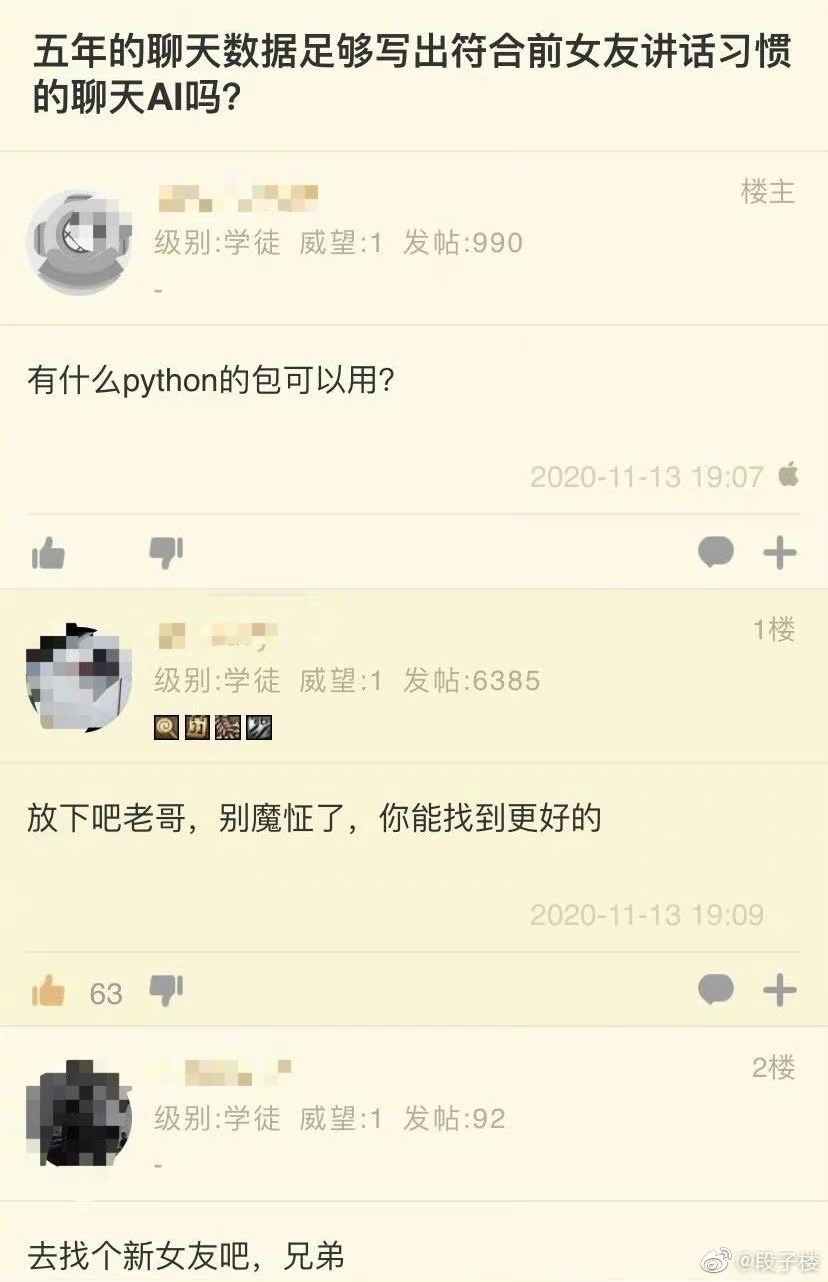 五年的聊天数据足够写出符合前女友讲话习惯
的聊天AI吗?
楼主
级别:学徒 威望:1 发帖:990
-
有什么python的包可以用?
2020-11-13 19:07
1楼
级别:学徒 威望:1 发帖:6385
放下吧老哥，别魔怔了，你能找到更好的
2020-11-13 19:09
63
2楼
级别:学徒 威望:1 发帖:92
-
去找个新女友吧，兄弟
@段子楼